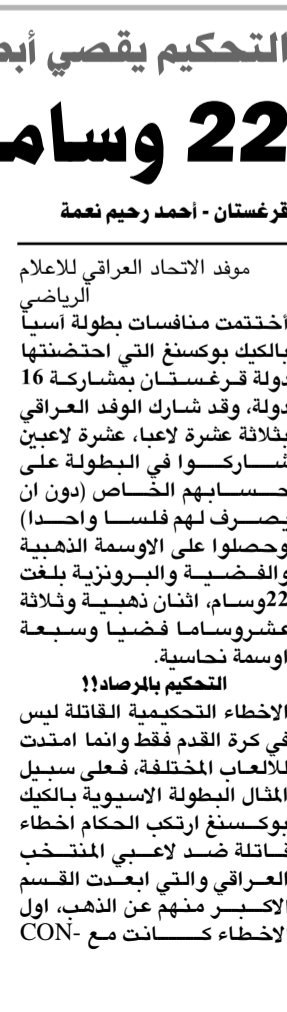 التحكيم يقصي
22 وساما
قرغستان - أحمد رحيم نعمة
موفد الاتحاد العراقي للاعلام
الرياضي
أختتمت منافسات بطولة آسيا
بالكيك بوكسنغ التي احتضنتها
دولة قرغستان بمشاركة 16
دولة، وقد شارك الوفد العراقي
بثلاثة عشرة لاعبا، عشرة لاعبين
شاركوا في البطولة على
حسابهم الخاص (دون ان
يصرف لهم فلسا واحدا)
وحصلوا على الاوسمة الذهبية
والفضية والبرونزية بلغت
22وسام، اثنان ذهبية وثلاثة
عشروساما فضيا وسبعة
اوسمة نحاسية.
التحكيم بالمرصاد!!
الاخطاء التحكيمية القاتلة ليس
في كرة القدم فقط وانما امتدت
للالعاب المختلفة، فعلى سبيل
المثال البطولة الاسيوية بالكيك
بوكسنغ ارتكب الحكام اخطاء
قاتلة ضد لاعبي المنتخب
العراقي والتي ابعدت القسم
الاكبر منهم عن الذهب، اول
الاخطاء كانت مع CON-